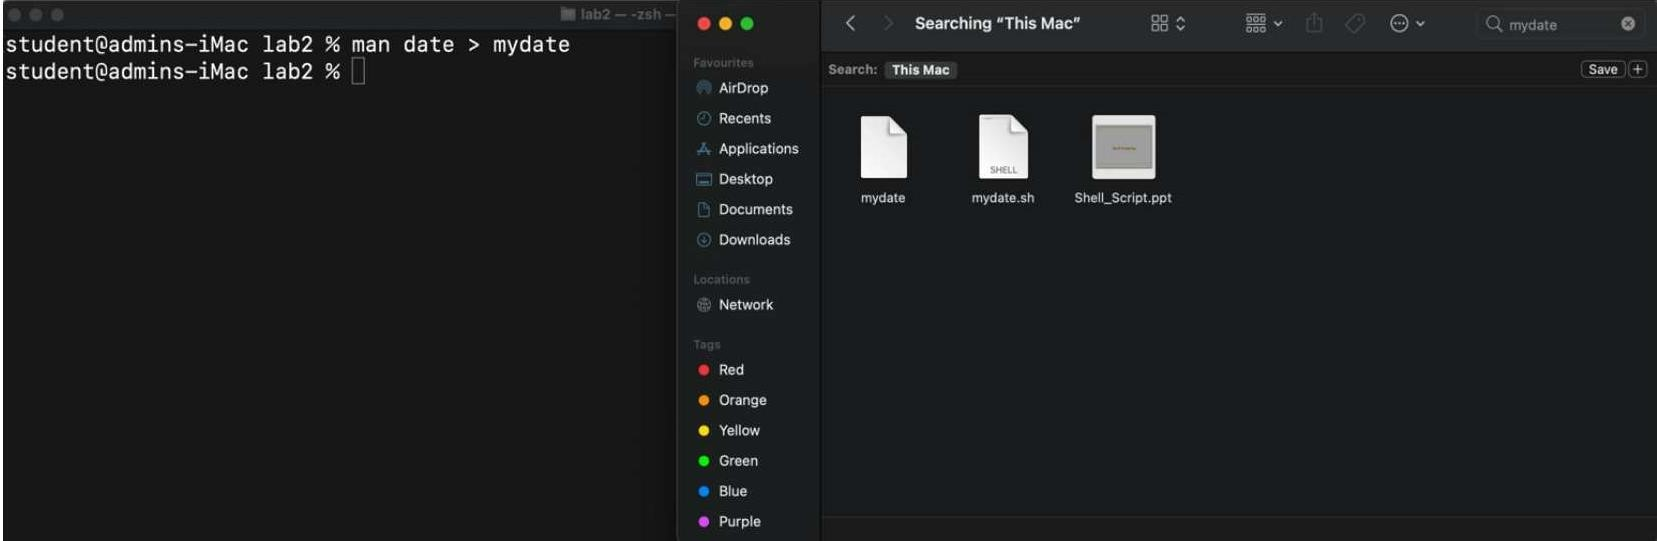 lab2 — -zsh —
student@admins-iMac lab2 % man date > mydate
student@admins-iMac lab2 %
Favourites
AirDrop
Recents
Applications
Desktop
Documents
Downloads
Locations
Network
Tags
Red
Orange
Yellow
Green
Blue
Purple
Searching “This Mac”
mydate
Search: This Mac
Save
mydate
SHELL
mydate.sh
Shell_Script.ppt